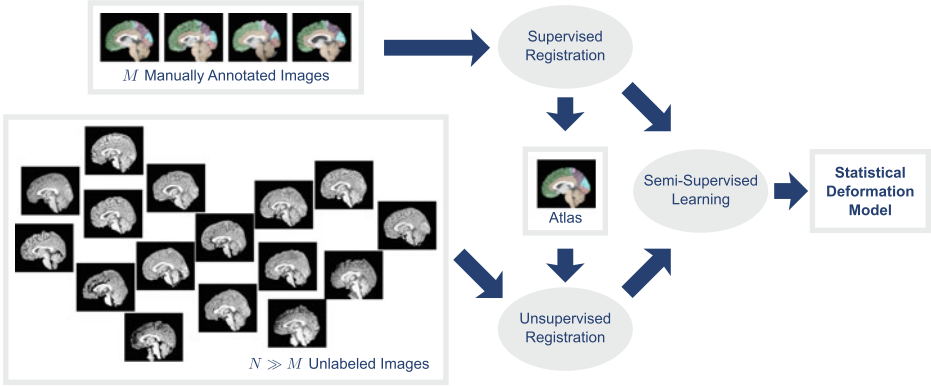 M Manually Annotated Images
Supervised
Registration
Atlas
Semi-Supervised
Learning
Statistical
Deformation
Model
Unsupervised
Registration
N ≫ M Unlabeled Images